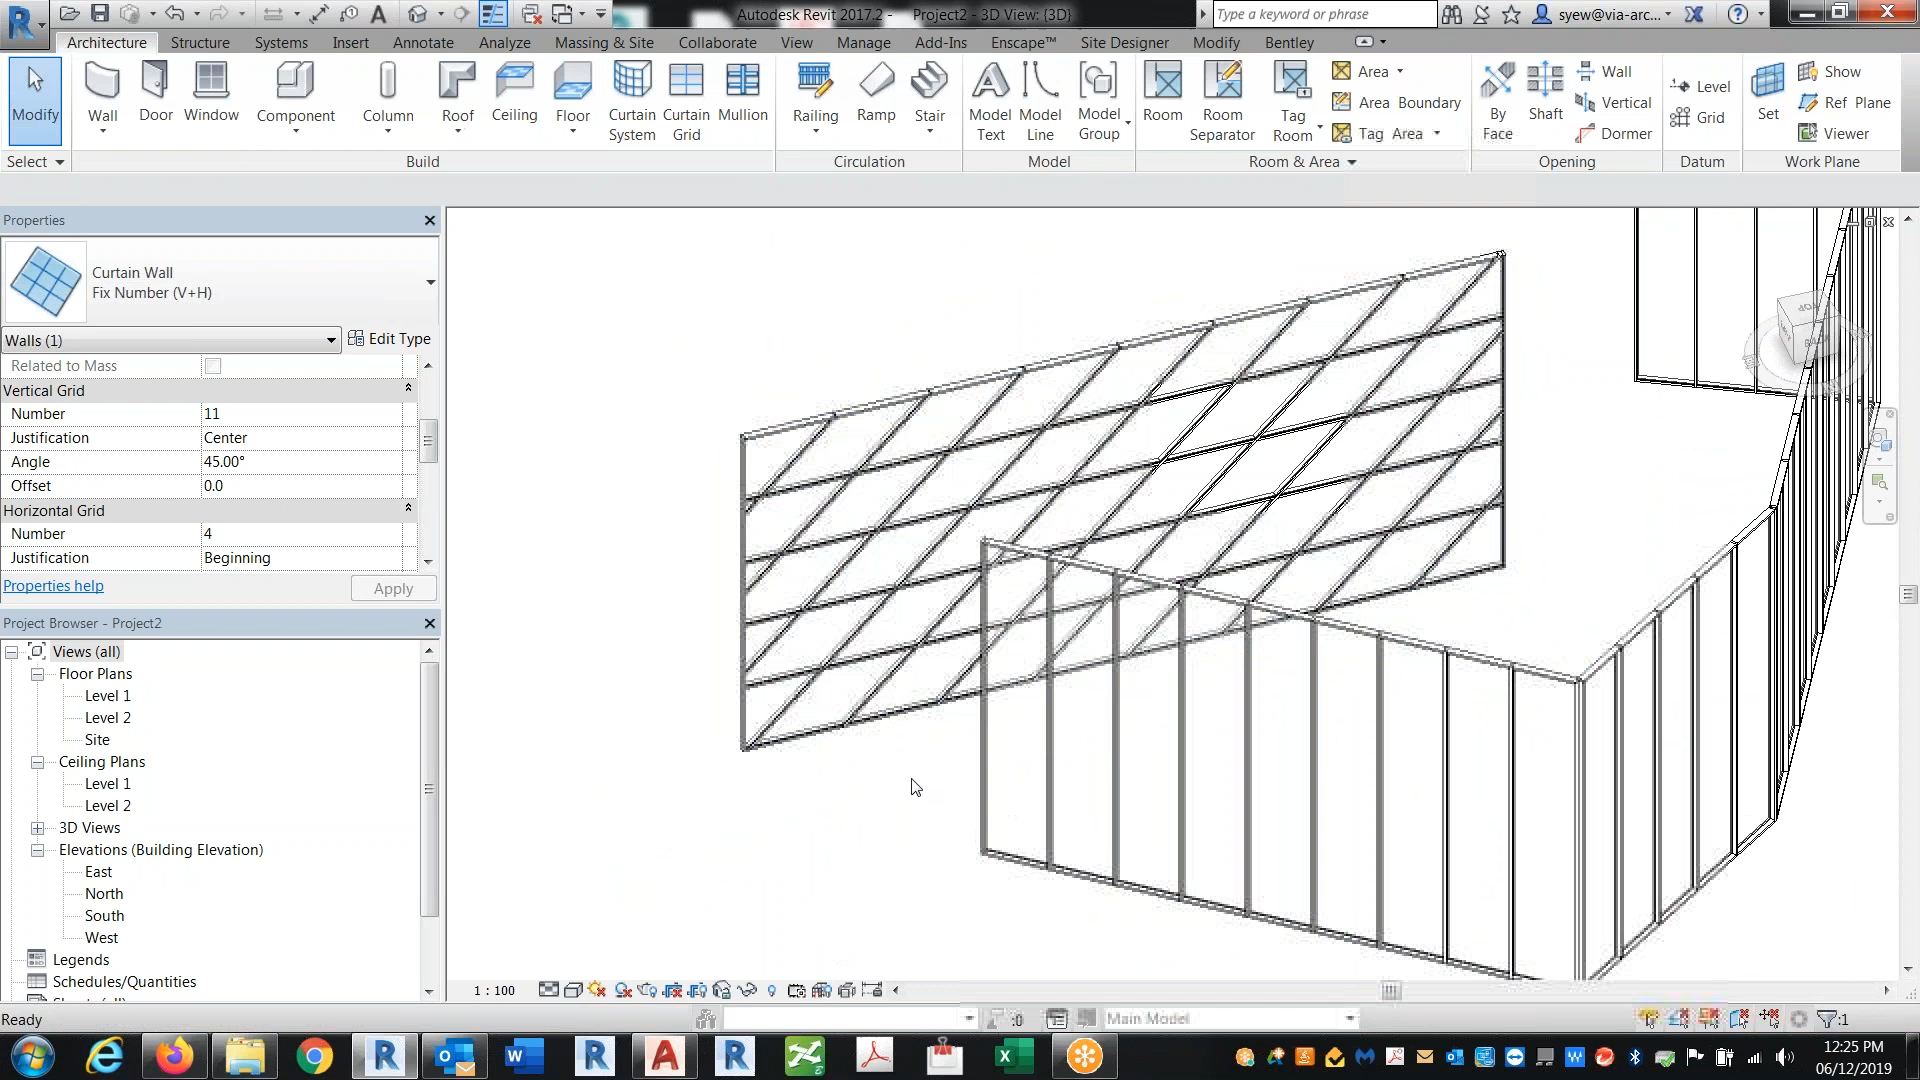 Autodesk Revit 2017.2 - Project2 - 3D View: {3D}
Type a keyword or phrase
syew@via-arc...
Architecture Structure Systems Insert Annotate Analyze Massing & Site Collaborate View Manage Add-Ins Enscape™ Site Designer Modify Bentley
Modify
Wall
Door
Window
Component
Column
Roof
Ceiling
Floor
Curtain System
Curtain Grid
Mullion
Railing
Ramp
Stair
Model Text
Model Line
Model Group
Room
Room Separator
Tag Room
Area
Area Boundary
Tag Area
By Face
Shaft
Wall
Vertical
Dormer
Level
Grid
Set
Show
Ref Plane
Viewer
Select Build Circulation Model Room & Area Opening Datum Work Plane
Properties
Curtain Wall
Fix Number (V+H)
Walls (1) Edit Type
Related to Mass
Vertical Grid
Number 11
Justification Center
Angle 45.00°
Offset 0.0
Horizontal Grid
Number 4
Justification Beginning
Properties help Apply
Project Browser - Project2
Views (all)
Floor Plans
Level 1
Level 2
Site
Ceiling Plans
Level 1
Level 2
3D Views
Elevations (Building Elevation)
East
North
South
West
Legends
Schedules/Quantities
1 : 100
Ready
:0
Main Model
:1
12:25 PM
06/12/2019